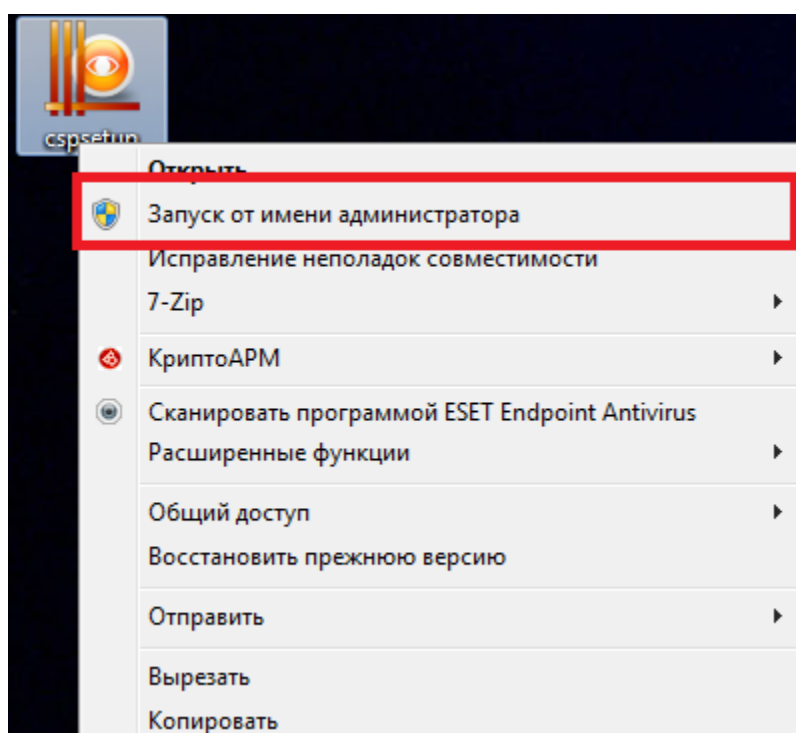 cspsetup
Открыть
Запуск от имени администратора
Исправление неполадок совместимости
7-Zip
КриптоАРМ
Сканировать программой ESET Endpoint Antivirus
Расширенные функции
Общий доступ
Восстановить прежнюю версию
Отправить
Вырезать
Копировать